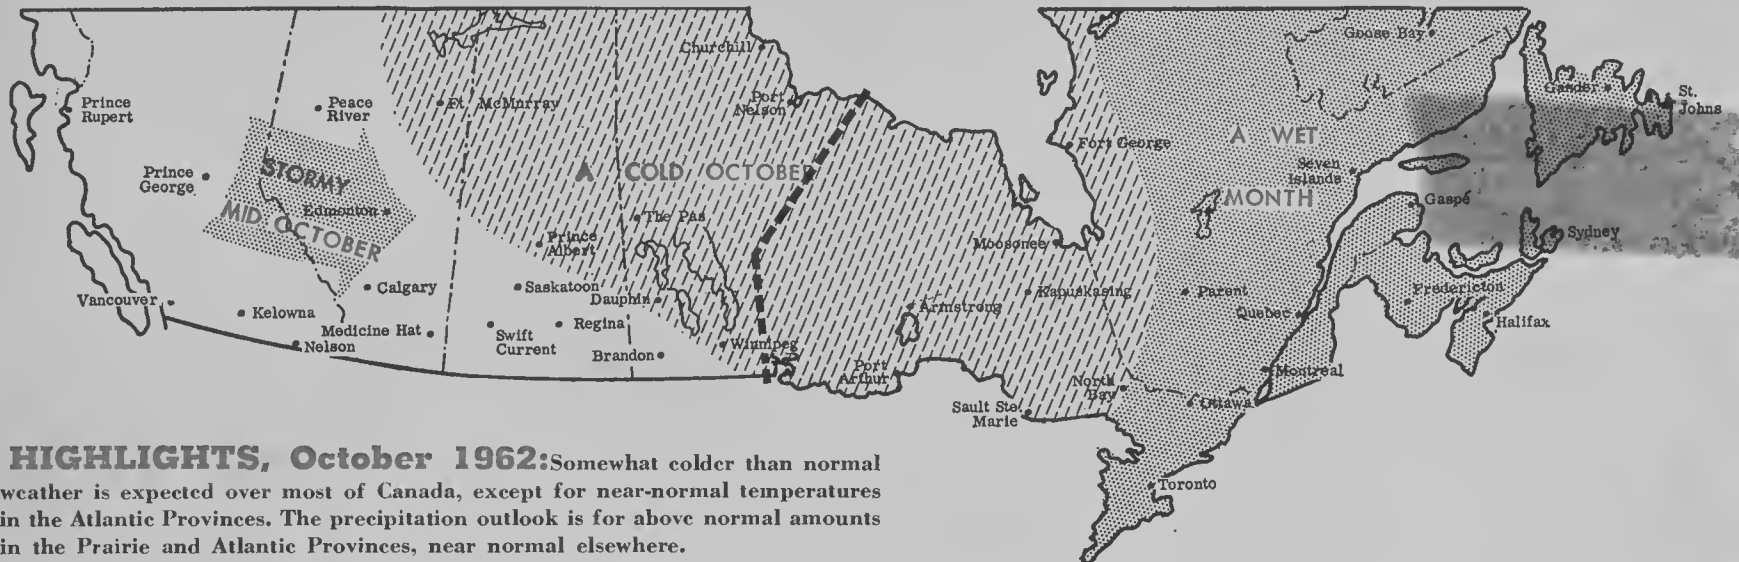 Churchill
Goose Bay
Prince
Rupert
Peace
River
Ft. McMurray
Port
Nelson
Gander
St.
Johns
Fort George
A WET
MONTH
Seven
Islands
Prince
George
STORMY
MID OCTOBER
Edmonton
A COLD OCTOBER
The Pas
Gaspé
Prince
Albert
Moosonee
Sydney
Vancouver
Kelowna
Calgary
Saskatoon
Dauphin
Armstrong
Kapuskasing
Parent
Quebec
Fredericton
Halifax
Nelson
Medicine Hat
Swift
Current
Regina
Brandon
Winnipeg
Port
Arthur
North
Bay
Montreal
Ottawa
Sault Ste.
Marie
Toronto
HIGHLIGHTS, October 1962: Somewhat colder than normal
weather is expected over most of Canada, except for near-normal temperatures
in the Atlantic Provinces. The precipitation outlook is for above normal amounts
in the Prairie and Atlantic Provinces, near normal elsewhere.